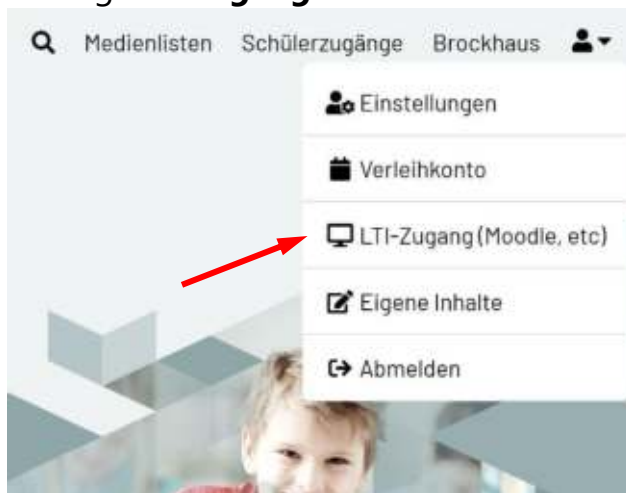 Medienlisten Schülerzugänge Brockhaus
Einstellungen
Verleihkonto
LTI-Zugang (Moodle, etc)
Eigene Inhalte
Abmelden